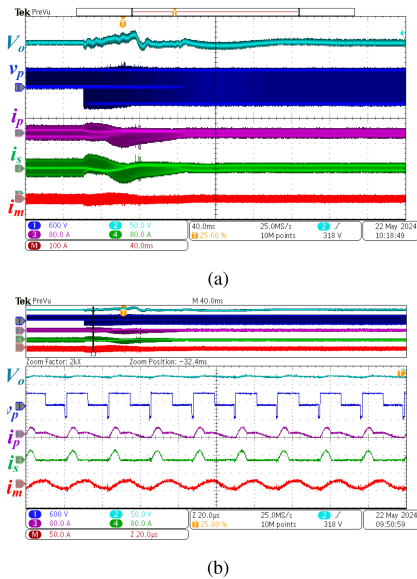 Tek PreVu
Vo
vp
ip
is
im
1 600 V 2 50.0 V
3 80.0 A 4 80.0 A
M 100 A 40.0ms
40.0ms 25.0MS/s 2
T 25.60 % 10M points 318 V
22 May 2024
10:18:49
(a)
Tek PreVu M 40.0ms
Zoom Factor: 2kX Zoom Position: -32.4ms
Vo
vp
ip
is
im
1 600 V 2 50.0 V
3 80.0 A 4 80.0 A
M 50.0 A Z 20.0µs
Z 20.0µs 25.0MS/s 2
T 25.60 % 10M points 318 V
22 May 2024
09:50:59
(b)